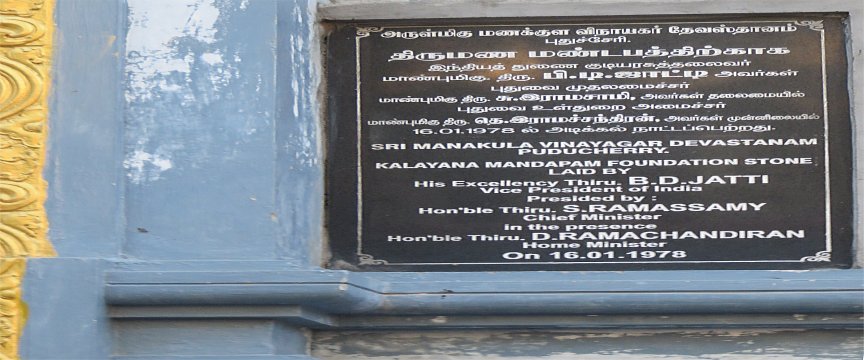 அருள்மிகு மணக்குள விநாயகர் தேவஸ்தானம்
புதுச்சேரி.
திருமண மண்டபத்திற்காக
இந்தியத் துணை குடியரசுத்தலைவர்
மாண்புமிகு. திரு. பி.டி.ஜாட்டி அவர்கள்
புதுவை முதலமைச்சர்
மாண்புமிகு திரு. சு.இராமசாமி, அவர்கள் தலைமையில்
புதுவை உள்துறை அமைச்சர்
மாண்புமிகு திரு. தெ.இராமச்சந்திரன், அவர்கள் முன்னிலையில்
16.01.1978 ல் அடிக்கல் நாட்டப்பெற்றது.
SRI MANAKULA VINAYAGAR DEVASTANAM
PUDUCHERRY.
KALAYANA MANDAPAM FOUNDATION STONE
LAID BY
His Excellency Thiru. B.D.JATTI
Vice President of India
Presided by :
Hon'ble Thiru. S.RAMASSAMY
Chief Minister
in the presence
Hon'ble Thiru. D.RAMACHANDIRAN
Home Minister
On 16.01.1978